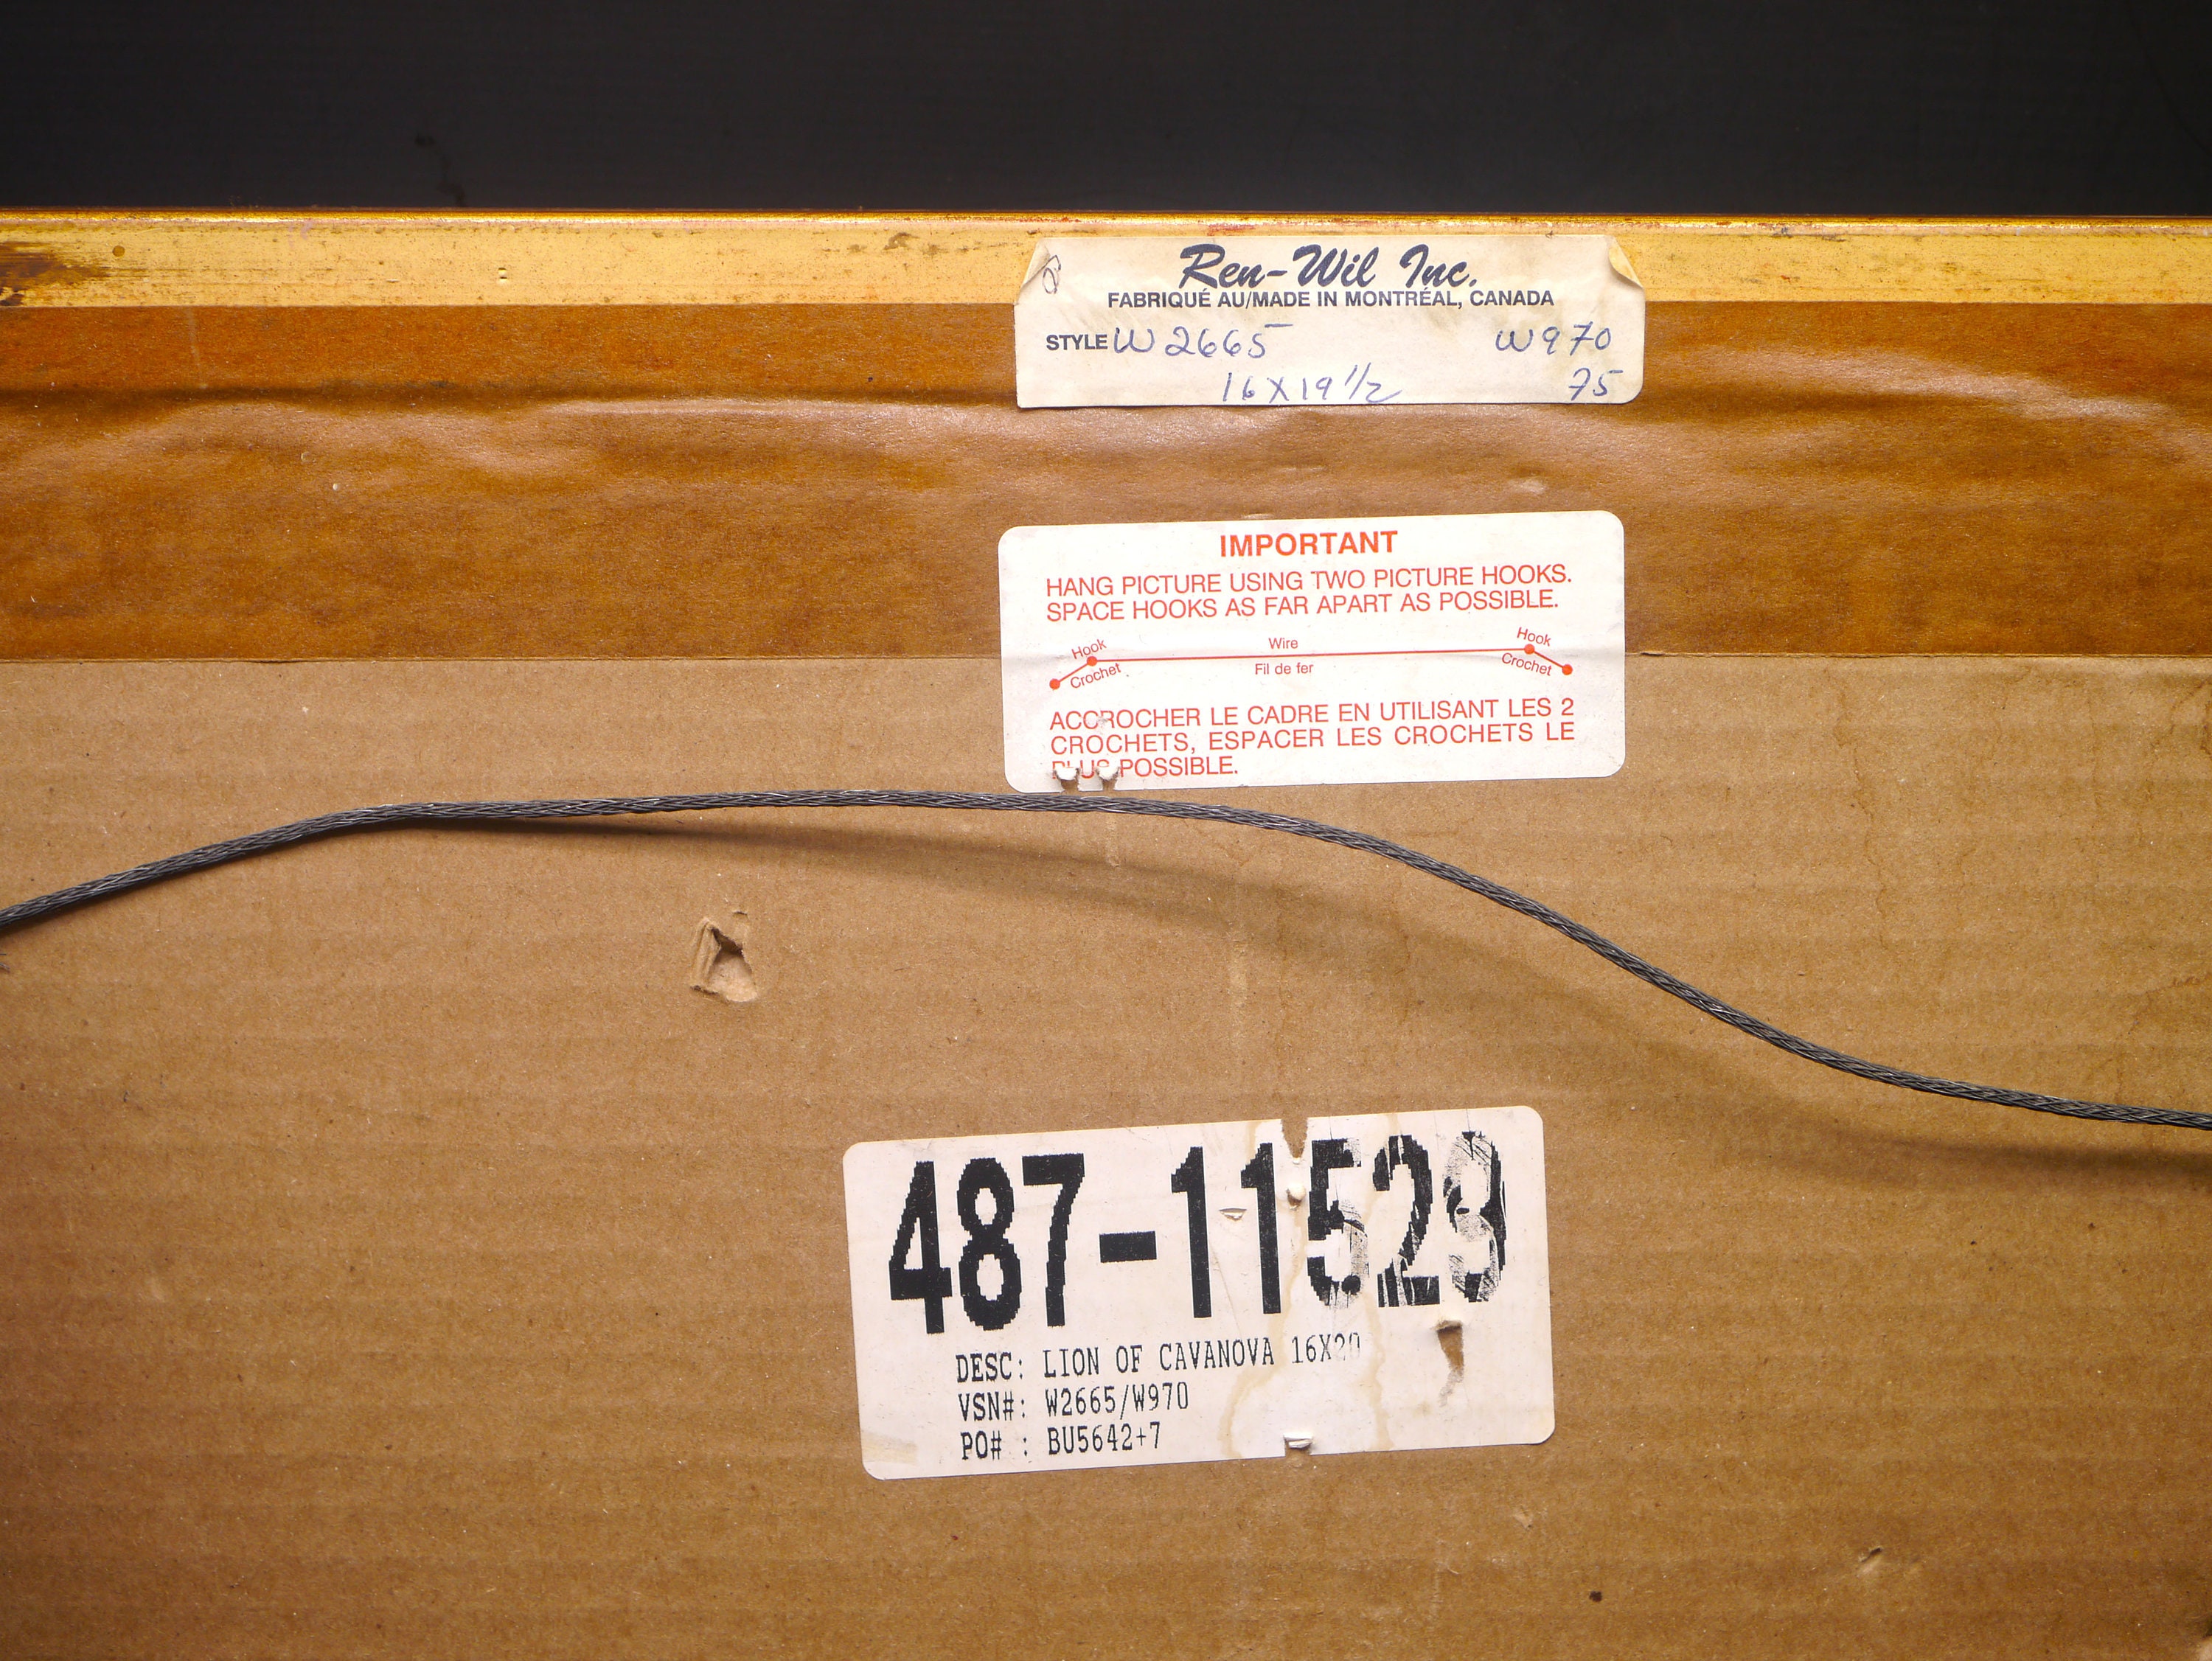 Ren-Wil Inc.
FABRIQUÉ AU/MADE IN MONTRÉAL, CANADA
STYLE W2665 W970
16X19 1/2 75
IMPORTANT
HANG PICTURE USING TWO PICTURE HOOKS.
SPACE HOOKS AS FAR APART AS POSSIBLE.
Hook Wire Hook
Crochet Fil de fer Crochet
ACCROCHER LE CADRE EN UTILISANT LES 2
CROCHETS, ESPACER LES CROCHETS LE
PLUS POSSIBLE.
487-11529
DESC: LION OF CAVANOVA 16X20
VSN#: W2665/W970
PO# : BU5642+7